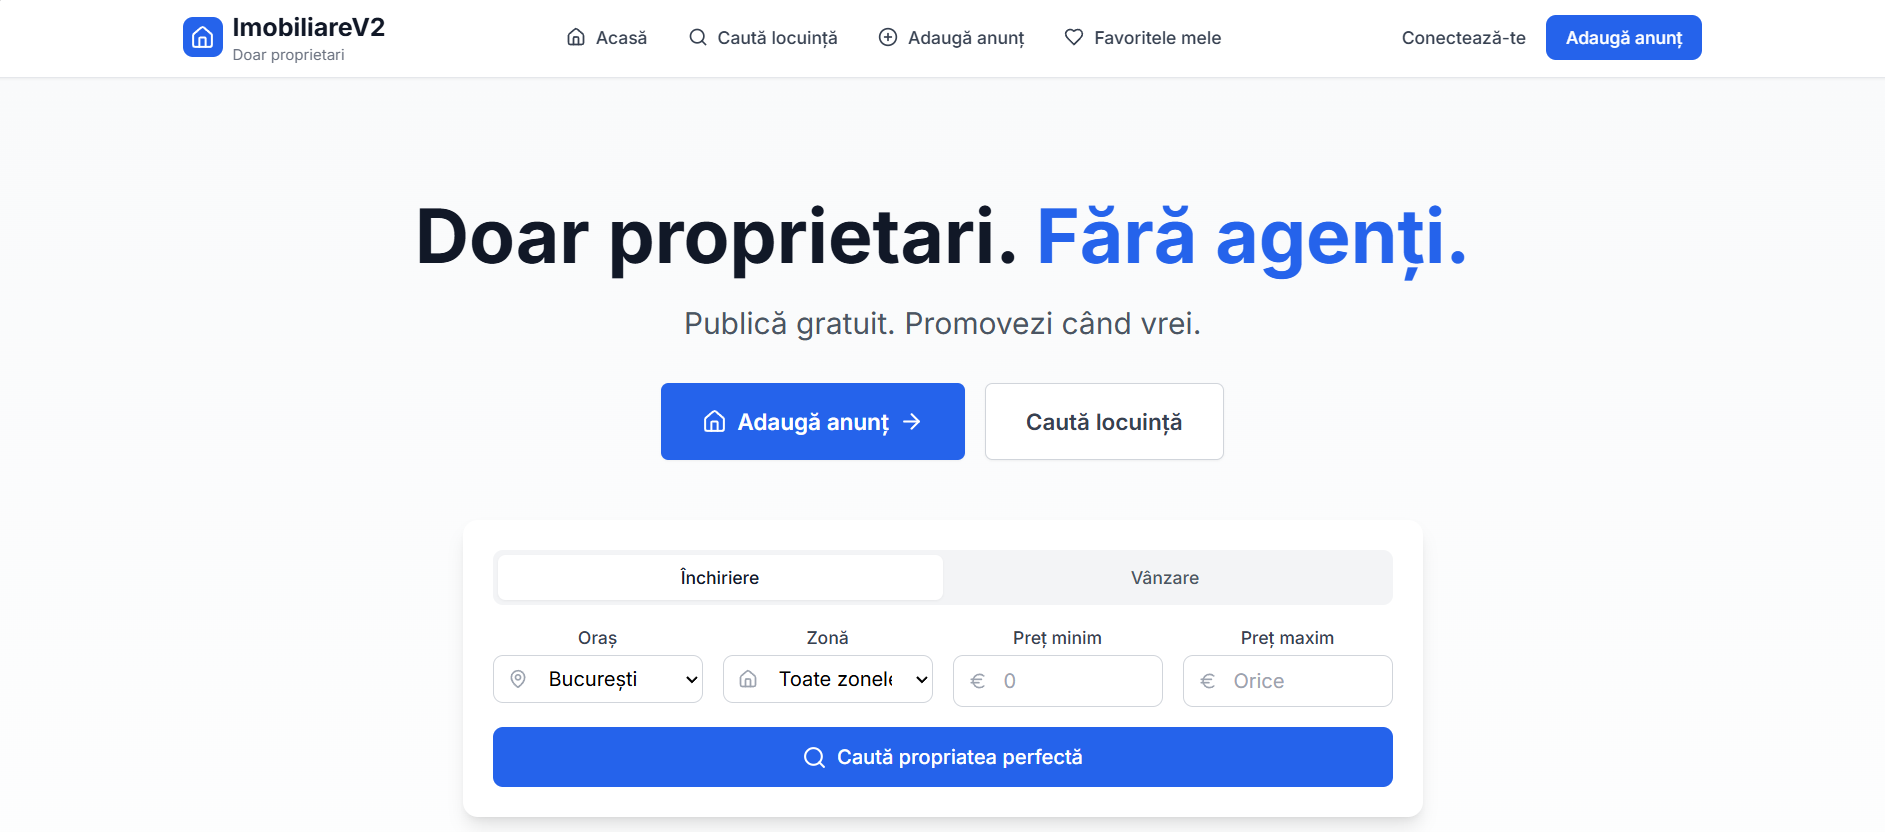 ImobiliareV2
Doar proprietari
Acasă
Caută locuință
Adaugă anunț
Favoritele mele
Conectează-te
Adaugă anunț
Doar proprietari. Fără agenți.
Publică gratuit. Promovezi când vrei.
Adaugă anunț
Caută locuință
Închiriere
Vânzare
Oraș
Zonă
Preț minim
Preț maxim
București
Toate zonele
€ 0
€ Orice
Caută propriatea perfectă